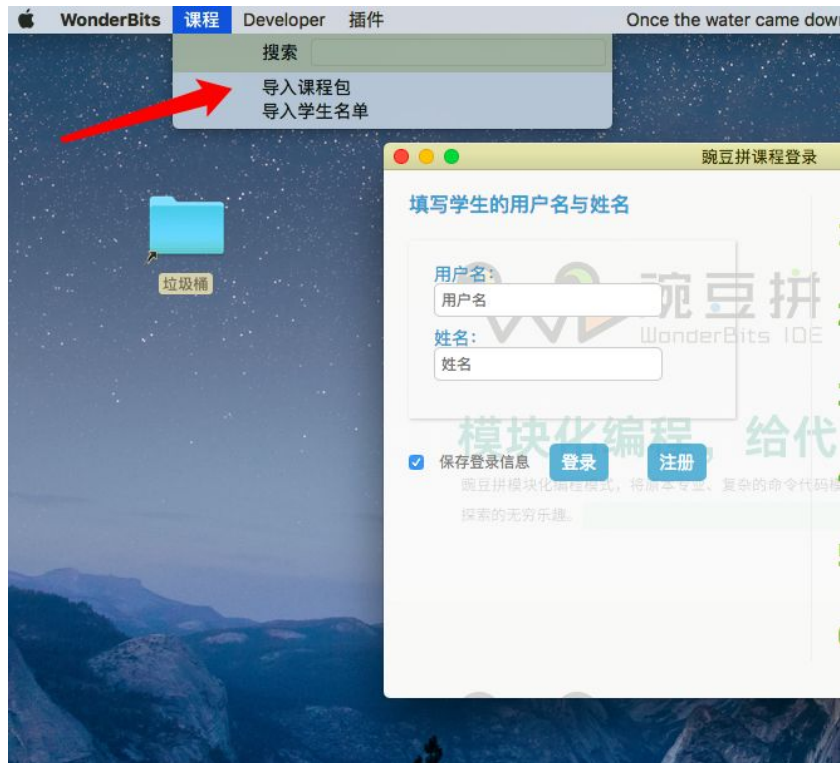 WonderBits 课程 Developer 插件 Once the water came down
搜索
导入课程包
导入学生名单
豌豆拼课程登录
填写学生的用户名与姓名
用户名:
用户名
豌豆拼
WonderBits IDE
姓名:
姓名
模块化编程，给代
保存登录信息 登录 注册
豌豆拼模块化编程模式，将原本专业、复杂的命令代码模
探索的无穷乐趣。
垃圾桶